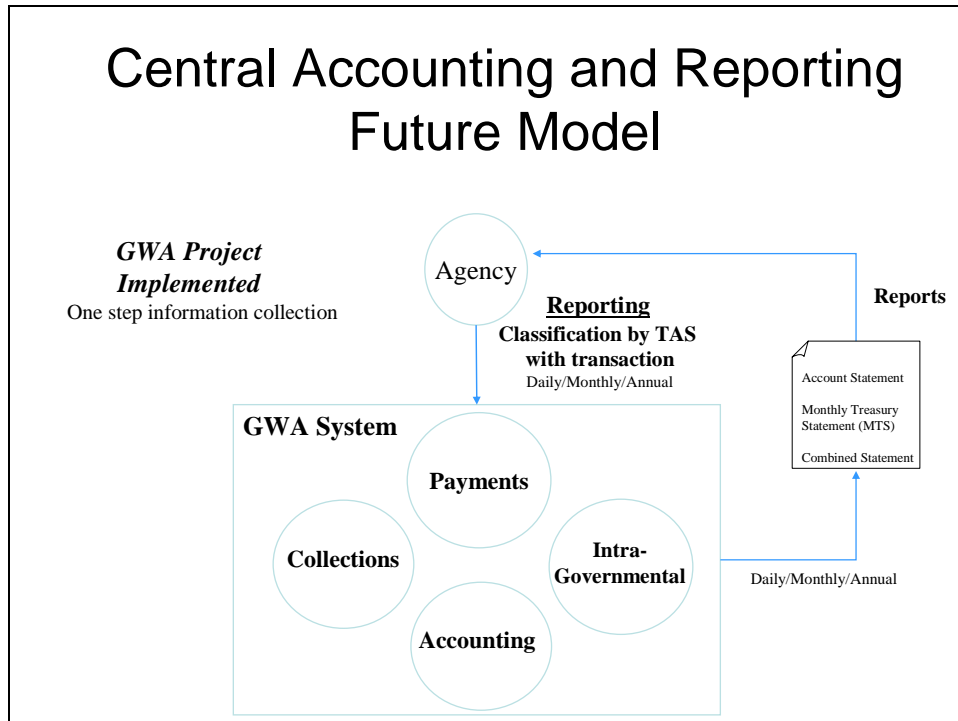 Central Accounting and Reporting
Future Model
GWA Project
Implemented
One step information collection
Agency
Reporting
Classification by TAS
with transaction
Daily/Monthly/Annual
Reports
Account Statement
Monthly Treasury
Statement (MTS)
Combined Statement
GWA System
Payments
Collections
Intra-
Governmental
Accounting
Daily/Monthly/Annual